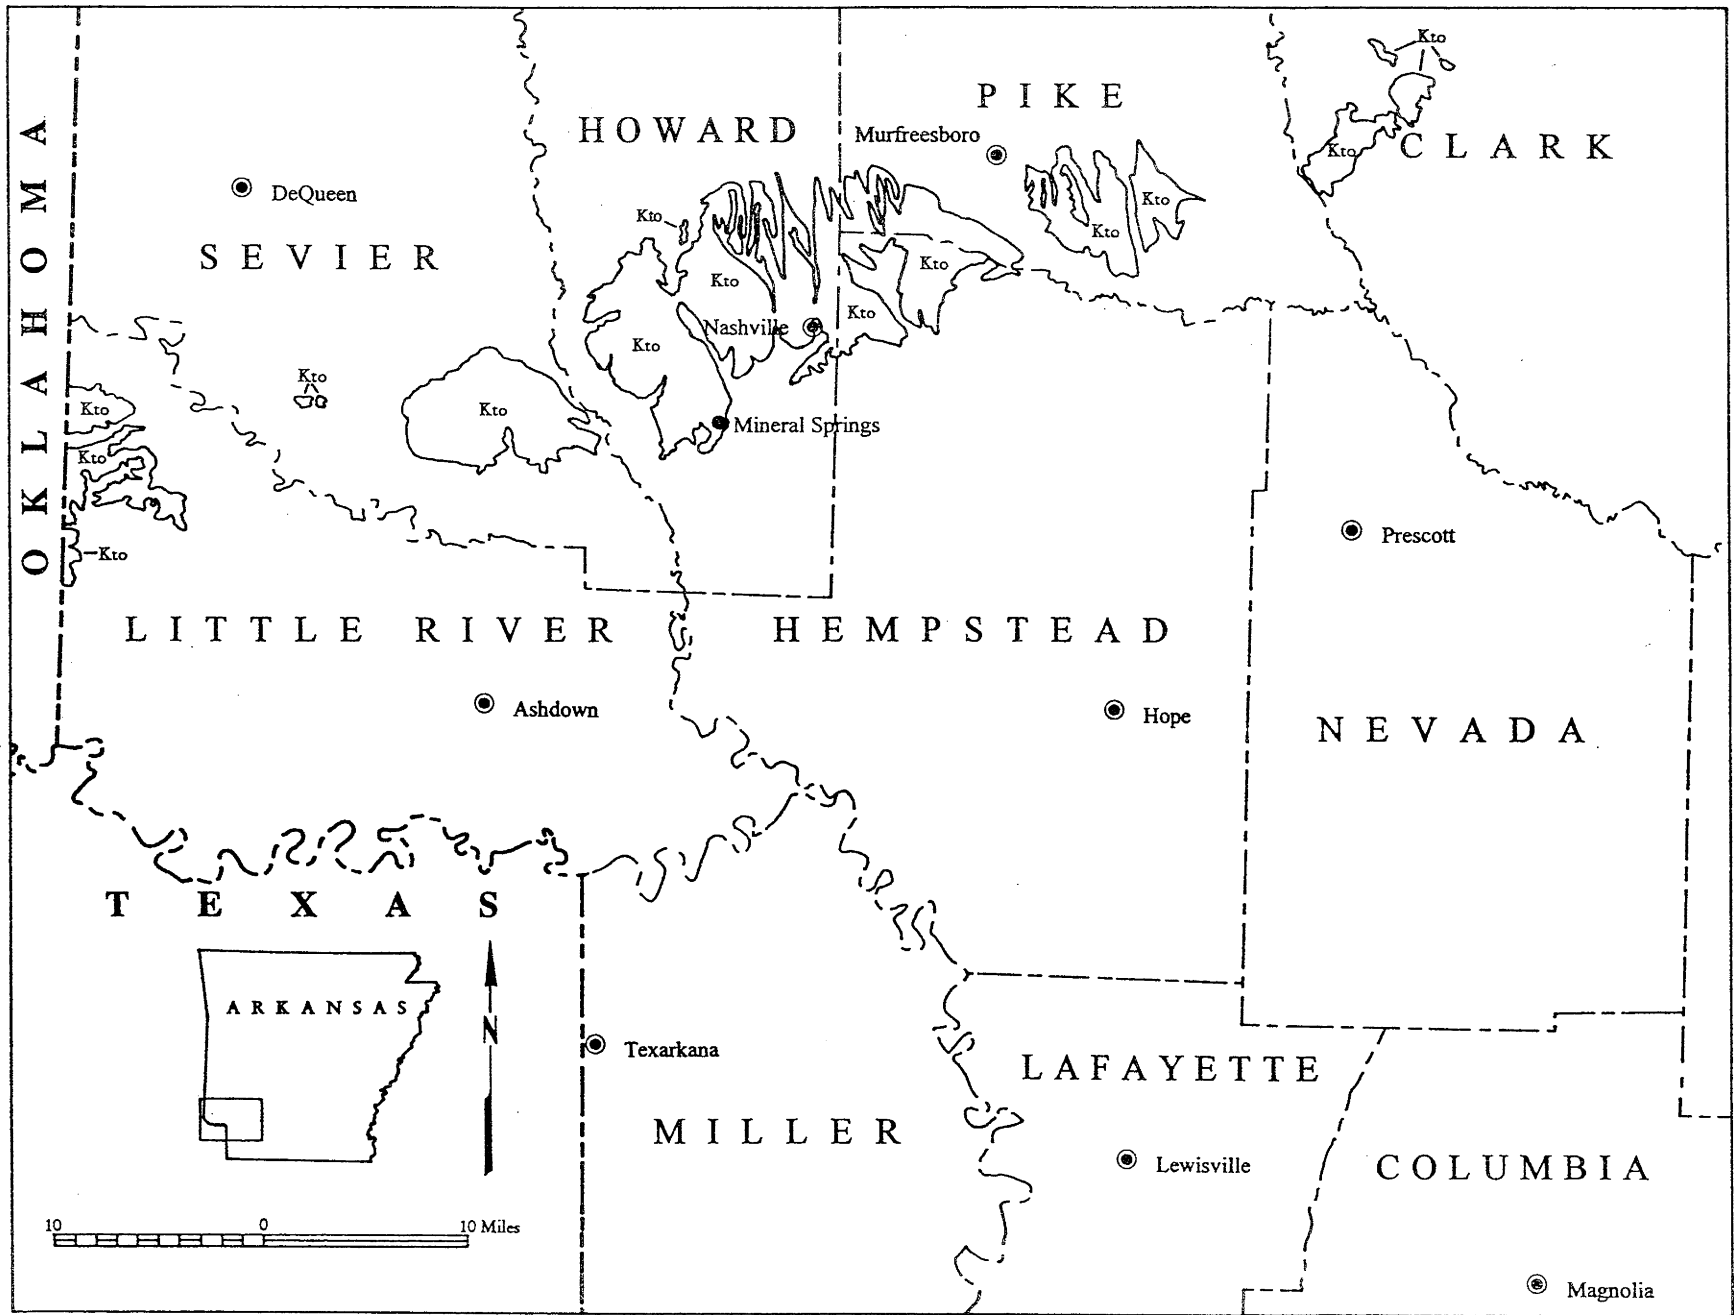 Kto
PIKE
HOWARD
Murfreesboro
CLARK
Kto
OKLAHOMA
DeQueen
Kto
Kto
Kto
SEVIER
Kto
Kto
Kto
Nashville
Kto
Kto
Kto
Kto
Kto
Mineral Springs
Kto
Prescott
Kto
LITTLE RIVER
HEMPSTEAD
Ashdown
Hope
NEVADA
TEXAS
ARKANSAS
N
Texarkana
LAFAYETTE
MILLER
Lewisville
COLUMBIA
10 0 10 Miles
Magnolia